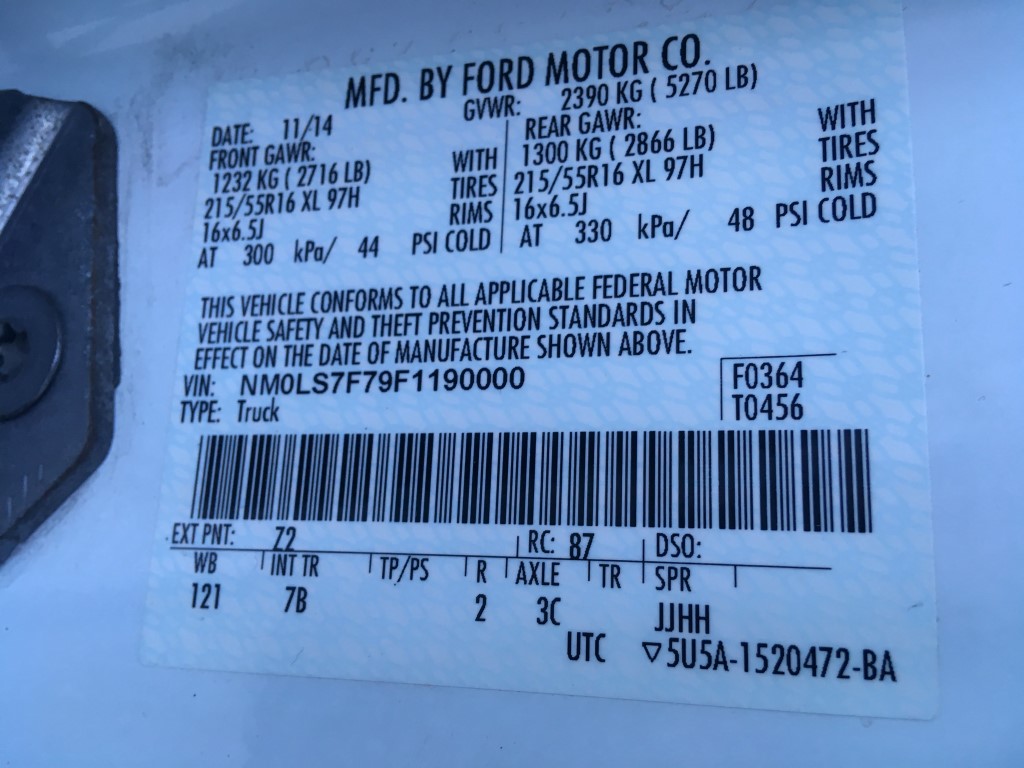 MFD. BY FORD MOTOR CO.
DATE: 11/14
GVWR: 2390 KG ( 5270 LB)
FRONT GAWR:
1232 KG ( 2716 LB) WITH
215/55R16 XL 97H TIRES
16x6.5J RIMS
AT 300 kPa/ 44 PSI COLD
REAR GAWR:
1300 KG ( 2866 LB) WITH
215/55R16 XL 97H TIRES
16x6.5J RIMS
AT 330 kPa/ 48 PSI COLD
THIS VEHICLE CONFORMS TO ALL APPLICABLE FEDERAL MOTOR
VEHICLE SAFETY AND THEFT PREVENTION STANDARDS IN
EFFECT ON THE DATE OF MANUFACTURE SHOWN ABOVE.
VIN: NM0LS7F79F1190000
TYPE: Truck
F0364
T0456
EXT PNT: Z2 RC: 87 DSO:
WB INT TR TP/PS R AXLE TR SPR
121 7B 2 3C JJHH
UTC ▽5U5A-1520472-BA